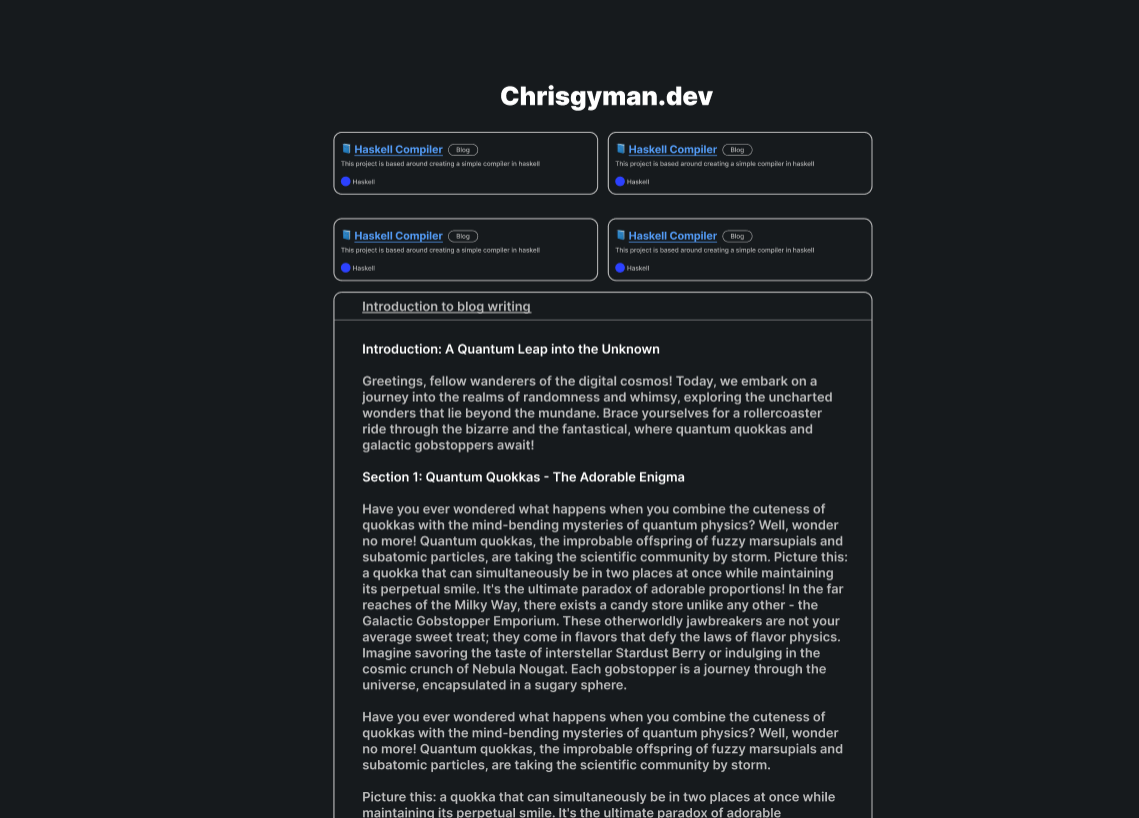 Chrisgyman.dev
Haskell Compiler Blog
This project is based around creating a simple compiler in haskell
Haskell
Haskell Compiler Blog
This project is based around creating a simple compiler in haskell
Haskell
Haskell Compiler Blog
This project is based around creating a simple compiler in haskell
Haskell
Haskell Compiler Blog
This project is based around creating a simple compiler in haskell
Haskell
Introduction to blog writing
Introduction: A Quantum Leap into the Unknown
Greetings, fellow wanderers of the digital cosmos! Today, we embark on a
journey into the realms of randomness and whimsy, exploring the uncharted
wonders that lie beyond the mundane. Brace yourselves for a rollercoaster
ride through the bizarre and the fantastical, where quantum quokkas and
galactic gobstoppers await!
Section 1: Quantum Quokkas - The Adorable Enigma
Have you ever wondered what happens when you combine the cuteness of
quokkas with the mind-bending mysteries of quantum physics? Well, wonder
no more! Quantum quokkas, the improbable offspring of fuzzy marsupials and
subatomic particles, are taking the scientific community by storm. Picture this:
a quokka that can simultaneously be in two places at once while maintaining
its perpetual smile. It's the ultimate paradox of adorable proportions! In the far
reaches of the Milky Way, there exists a candy store unlike any other - the
Galactic Gobstopper Emporium. These otherworldly jawbreakers are not your
average sweet treat; they come in flavors that defy the laws of flavor physics.
Imagine savoring the taste of interstellar Stardust Berry or indulging in the
cosmic crunch of Nebula Nougat. Each gobstopper is a journey through the
universe, encapsulated in a sugary sphere.
Have you ever wondered what happens when you combine the cuteness of
quokkas with the mind-bending mysteries of quantum physics? Well, wonder
no more! Quantum quokkas, the improbable offspring of fuzzy marsupials and
subatomic particles, are taking the scientific community by storm.
Picture this: a quokka that can simultaneously be in two places at once while
maintaining its perpetual smile. It's the ultimate paradox of adorable